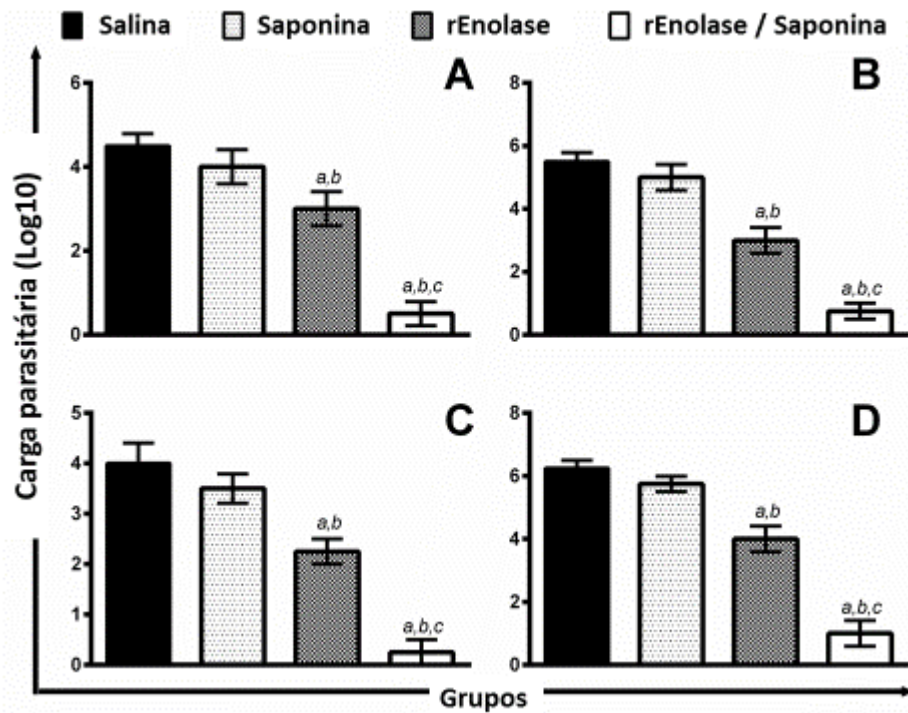 Salina Saponina rEnolase rEnolase / Saponina
A
6
4
2
0
a,b
a,b,c
B
8
6
4
2
0
a,b
a,b,c
Carga parasitária (Log10)
C
5
4
3
2
1
0
a,b
a,b,c
D
8
6
4
2
0
a,b
a,b,c
Grupos